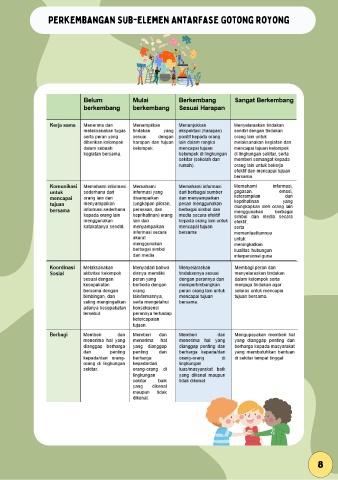 PERKEMBANGAN SUB-ELEMEN ANTARFASE GOTONG ROYONG
Belum berkembang
Mulai berkembang
Berkembang Sesuai Harapan
Sangat Berkembang
Kerja sama
Menerima dan
melaksanakan tugas
serta peran yang
diberikan kelompok
dalam sebuah
kegiatan bersama.
Menampilkan
tindakan yang
sesuai dengan
harapan dan tujuan
kelompok.
Menunjukkan
ekspektasi (harapan)
positif kepada orang
lain dalam rangka
mencapai tujuan
kelompok di lingkungan
sekitar (sekolah dan
rumah).
Menyelaraskan tindakan
sendiri dengan tindakan
orang lain untuk
melaksanakan kegiatan dan
mencapai tujuan kelompok
di lingkungan sekitar, serta
memberi semangat kepada
orang lain untuk bekerja
efektif dan mencapai tujuan
bersama.
Komunikasi
untuk
mencapai
tujuan
bersama
Memahami informasi
sederhana dari
orang lain dan
menyampaikan
informasi sederhana
kepada orang lain
menggunakan
kata-katanya sendiri.
Memahami
informasi yang
disampaikan
(ungkapan pikiran,
perasaan, dan
keprihatinan) orang
lain dan
menyampaikan
informasi secara
akurat
menggunakan
berbagai simbol
dan media
Memahami informasi
dari berbagai sumber
dan menyampaikan
pesan menggunakan
berbagai simbol dan
media secara efektif
kepada orang lain untuk
mencapai tujuan
bersama
Memahami informasi,
gagasan, emosi,
keterampilan dan
keprihatinan yang
diungkapkan oleh orang lain
menggunakan berbagai
simbol dan media secara
efektif,
serta
memanfaatkannya
untuk
meningkatkan
kualitas hubungan
interpersonal guna
Koordinasi
Sosial
Melaksanakan
aktivitas kelompok
sesuai dengan
kesepakatan
bersama dengan
bimbingan, dan
saling mengingatkan
adanya kesepakatan
tersebut
Menyadari bahwa
dirinya memiliki
peran yang
berbeda dengan
orang
lain/temannya,
serta mengetahui
konsekuensi
perannya terhadap
ketercapaian
tujuan.
Menyelaraskan
tindakannya sesuai
dengan perannya dan
mempertimbangkan
peran orang lain untuk
mencapai tujuan
bersama.
Membagi peran dan
menyelaraskan tindakan
dalam kelompok serta
menjaga tindakan agar
selaras untuk mencapai
tujuan bersama.
Berbagi
Memberi dan
menerima hal yang
dianggap berharga
dan penting
kepada/dari orang-
orang di lingkungan
sekitar.
Memberi dan
menerima hal
yang dianggap
penting dan
berharga
kepada/dari
orang-orang di
lingkungan
sekitar baik
yang dikenal
maupun tidak
dikenal.
Memberi dan
menerima hal yang
dianggap penting dan
berharga kepada/dari
orang-orang di
lingkungan
luas/masyarakat baik
yang dikenal maupun
tidak dikenal
Mengupayakan memberi hal
yang dianggap penting dan
berharga kepada masyarakat
yang membutuhkan bantuan
di sekitar tempat tinggal
8